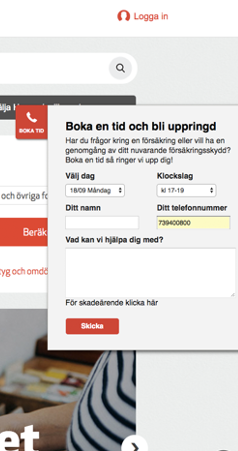 Logga in
BOKA TID
Boka en tid och bli uppringd
Har du frågor kring en försäkring eller vill ha en
genomgång av ditt nuvarande försäkringsskydd?
Boka en tid så ringer vi upp dig!
Välj dag
Klockslag
18/09 Måndag
kl 17-19
Ditt namn
Ditt telefonnummer
739400800
Vad kan vi hjälpa dig med?
För skadeärende klicka här
Skicka
och övriga fo
Beräk
tyg och omdö
et